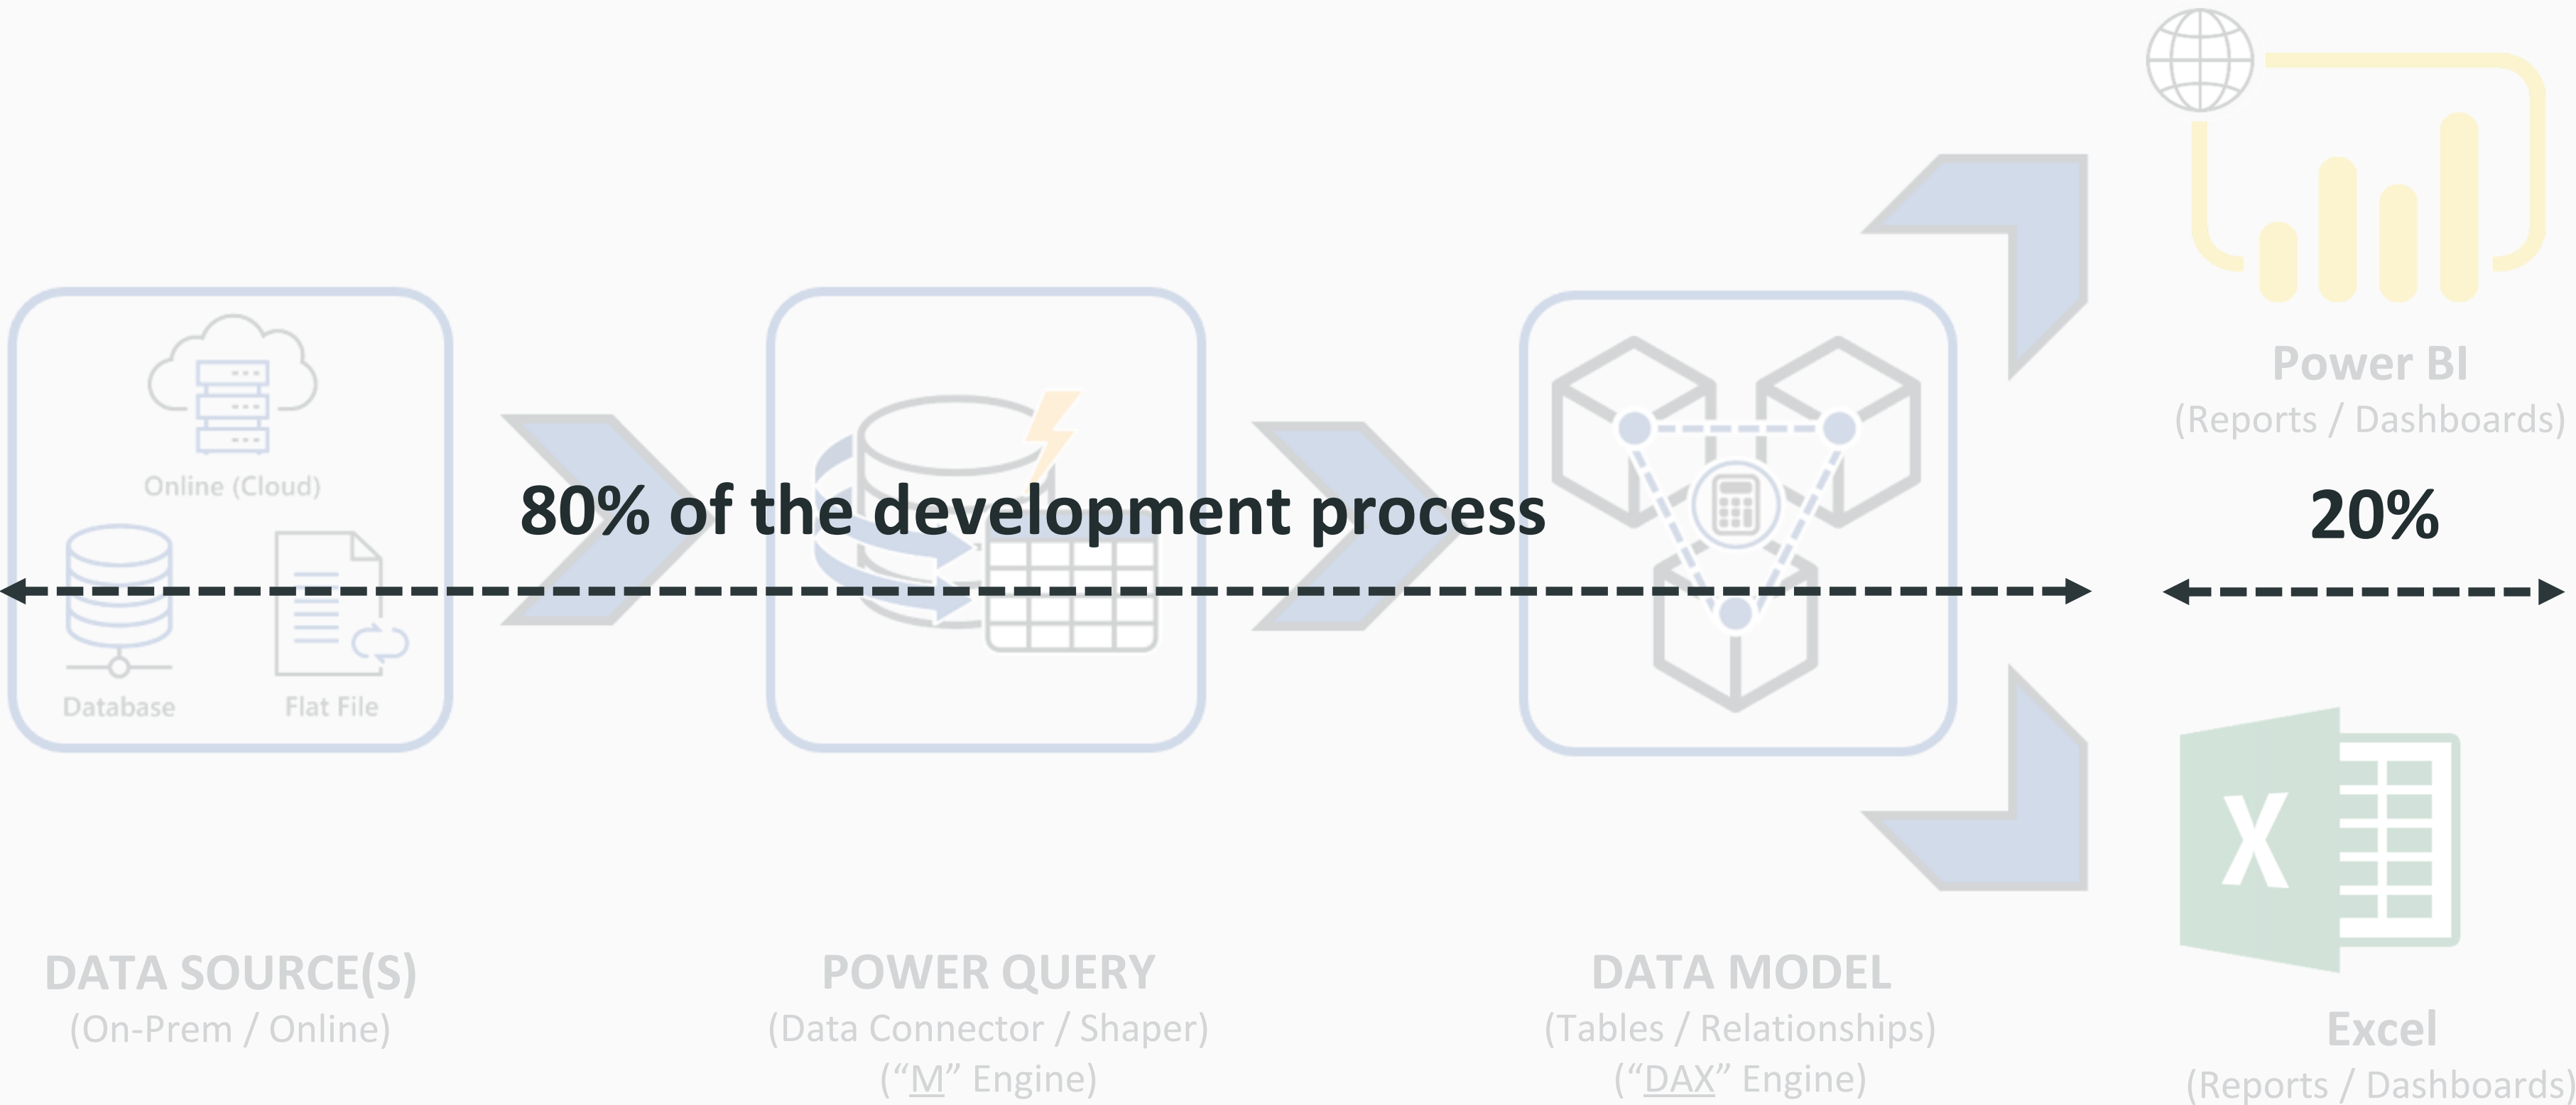 Online (Cloud)
Database
Flat File
80% of the development process
20%
Power BI
(Reports / Dashboards)
X
DATA SOURCE(S)
(On-Prem / Online)
POWER QUERY
(Data Connector / Shaper)
(“M” Engine)
DATA MODEL
(Tables / Relationships)
(“DAX” Engine)
Excel
(Reports / Dashboards)